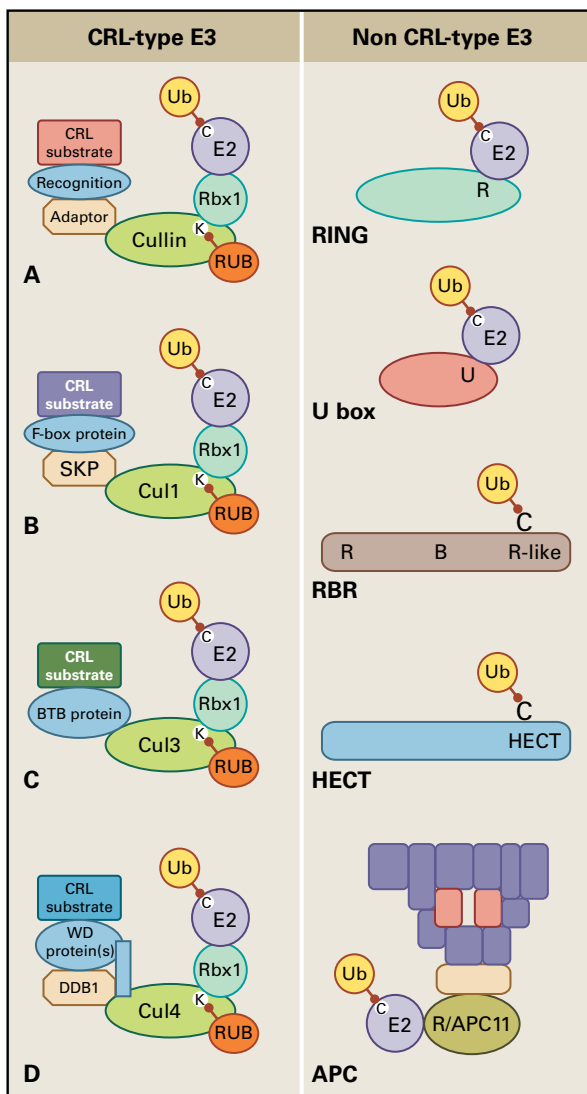 CRL-type E3
Ub
C
CRL
substrate
E2
Recognition
Rbx1
Adaptor
K
Cullin
RUB
A
Ub
C
CRL
substrate
E2
F-box protein
Rbx1
SKP
K
Cul1
RUB
B
Ub
C
CRL
substrate
E2
BTB protein
Rbx1
K
Cul3
RUB
C
Ub
C
CRL
substrate
E2
WD
protein(s)
Rbx1
DDB1
K
Cul4
RUB
D
Non CRL-type E3
Ub
C
E2
R
RING
Ub
C
E2
U
U box
Ub
C
R B R-like
RBR
Ub
C
HECT
HECT
Ub
C
E2
R/APC11
APC